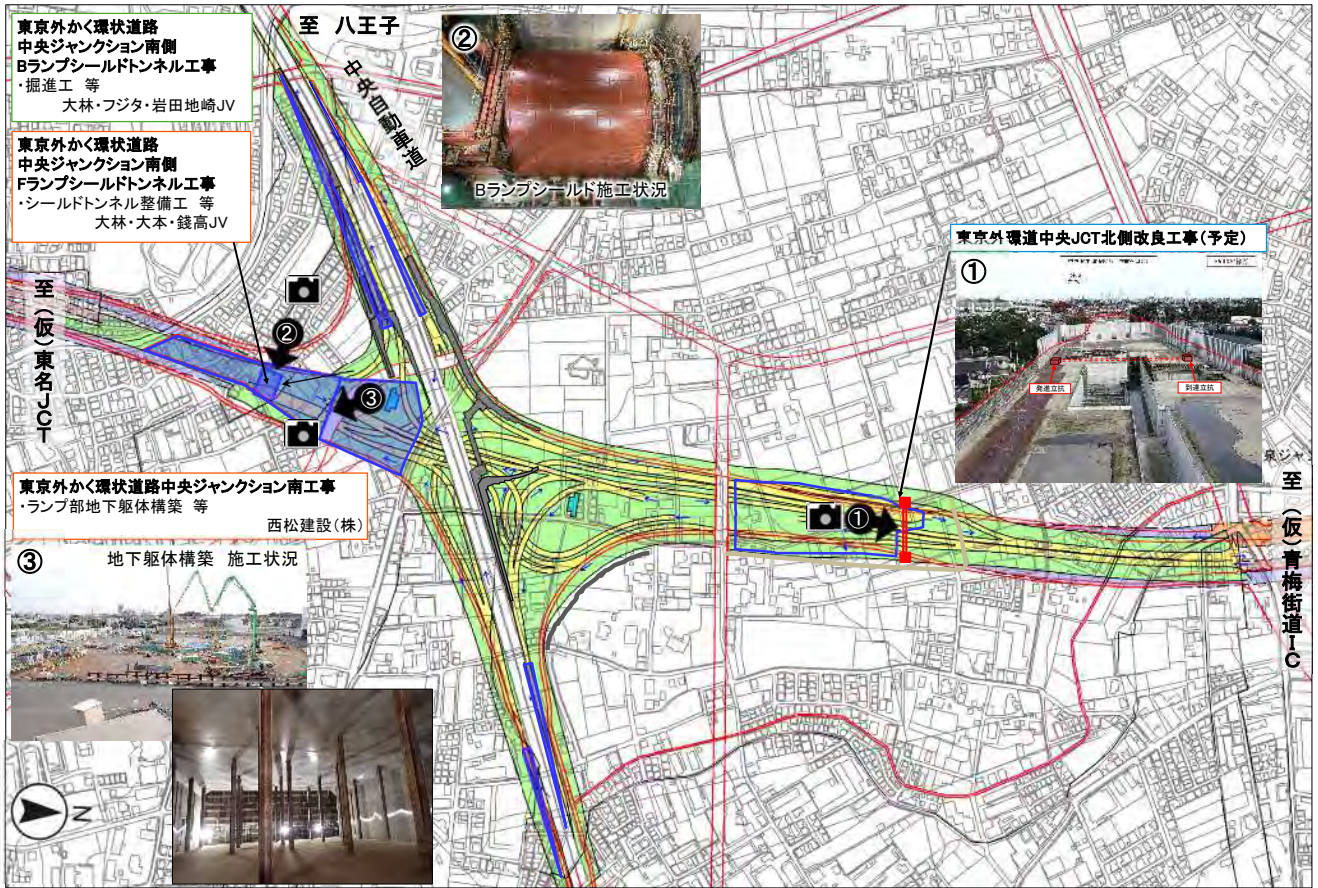 東京外かく環状道路
中央ジャンクション南側
Bランプシールドトンネル工事
・掘進工 等
大林・フジタ・岩田地崎JV
東京外かく環状道路
中央ジャンクション南側
Fランプシールドトンネル工事
・シールドトンネル整備工 等
大林・大本・錢高JV
至 八王子
中央自動車道
②
Bランプシールド施工状況
東京外環道中央JCT北側改良工事(予定)
①
発進立抗
到達立抗
泉ジャ
至(仮)東名JCT
②
③
①
至(仮)青梅街道IC
東京外かく環状道路中央ジャンクション南工事
・ランプ部地下躯体構築 等
西松建設(株)
③
地下躯体構築 施工状況
N